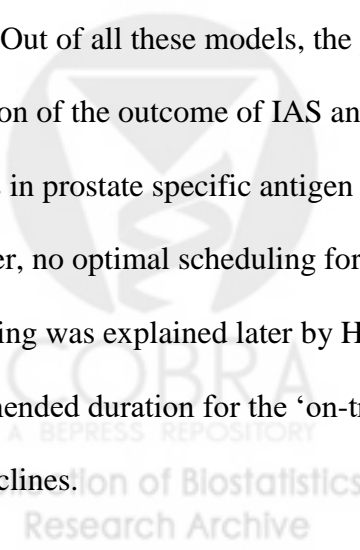 Out of all these models, the
on of the outcome of IAS an
in prostate specific antigen
er, no optimal scheduling for
ing was explained later by H
nended duration for the ‘on-tr
COBRA
A BEPRESS REPOSITORY
clines.
tion of Biostatistics
Research Archive